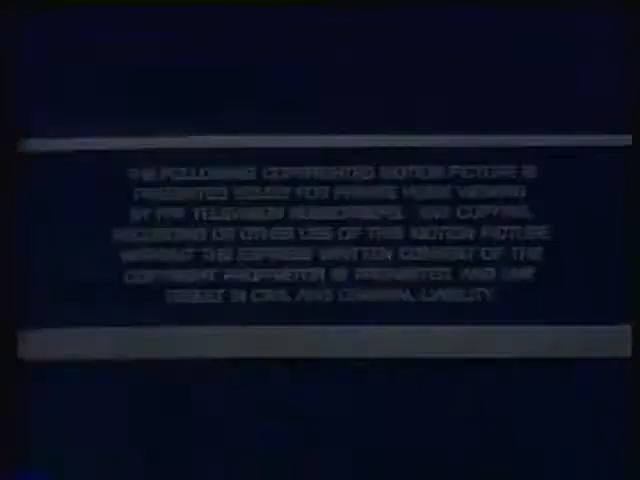 THE FOLLOWING COPYRIGHTED MOTION PICTURE IS
PRESENTED SOLELY FOR PRIVATE HOME VIEWING
BY PAY TELEVISION SUBSCRIBERS. ANY COPYING,
RECORDING OR OTHER USE OF THIS MOTION PICTURE
WITHOUT THE EXPRESS WRITTEN CONSENT OF THE
COPYRIGHT PROPRIETOR IS PROHIBITED AND MAY
RESULT IN CIVIL AND CRIMINAL LIABILITY.